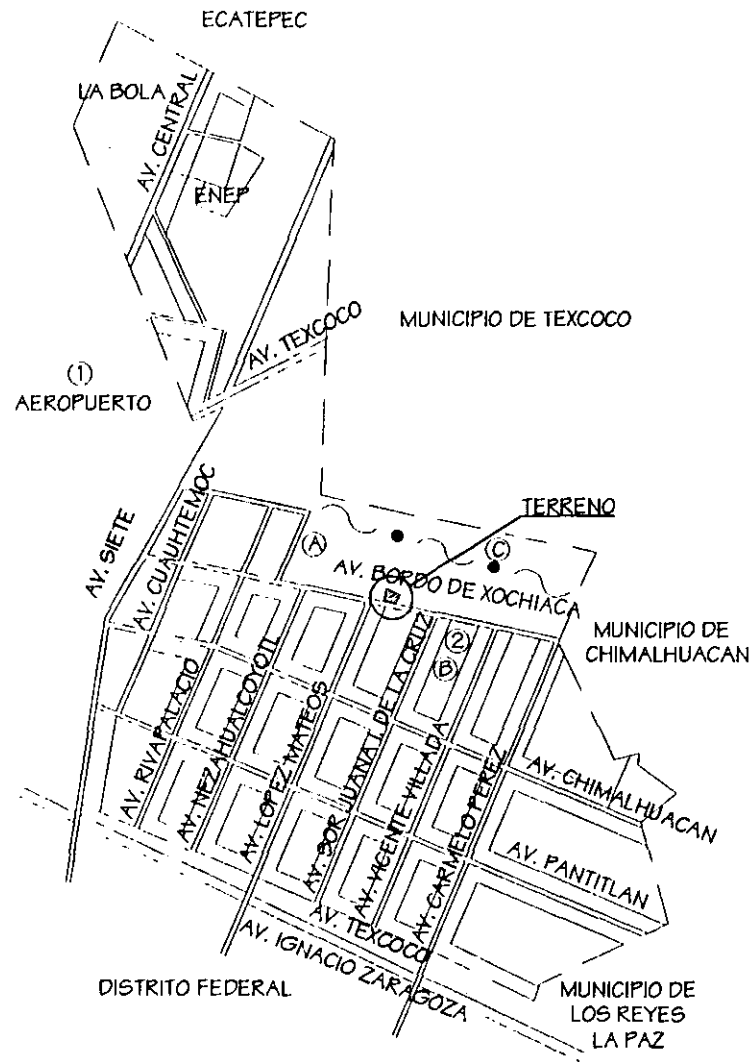 ECATEPEC
LA BOLA
AV. CENTRAL
ENEP
AV. TEXCOCO
MUNICIPIO DE TEXCOCO
(1)
AEROPUERTO
AV. SIETE
AV. CUAUHTEMOC
TERRENO
(A)
(C)
AV. BORDO DE XOCHIACA
MUNICIPIO DE
CHIMALHUACAN
(2)
(B)
AV. RIVAPALACIO
AV. NEZAHUALCOYOTL
AV. LOPEZ MATEOS
AV. SOR JUANA I. DE LA CRUZ
AV. VICENTE VILLADA
AV. CARMELO PEREZ
AV. CHIMALHUACAN
AV. PANTITLAN
AV. TEXCOCO
AV. IGNACIO ZARAGOZA
DISTRITO FEDERAL
MUNICIPIO DE
LOS REYES
LA PAZ